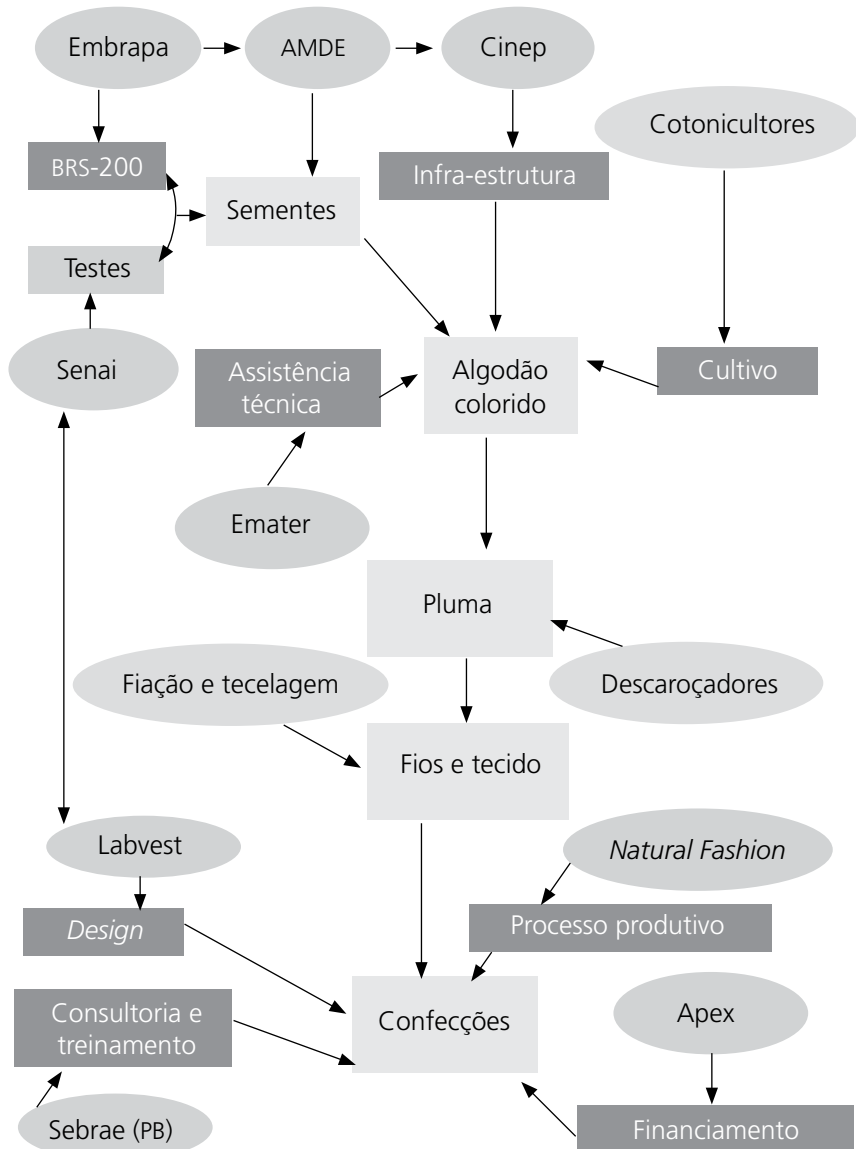 Embrapa
AMDE
Cinep
Cotonicultores
BRS-200
Infra-estrutura
Sementes
Testes
Senai
Assistência
técnica
Algodão
colorido
Cultivo
Emater
Pluma
Fiação e tecelagem
Descaroçadores
Fios e tecido
Labvest
Natural Fashion
Design
Processo produtivo
Consultoria e
treinamento
Confecções
Apex
Sebrae (PB)
Financiamento